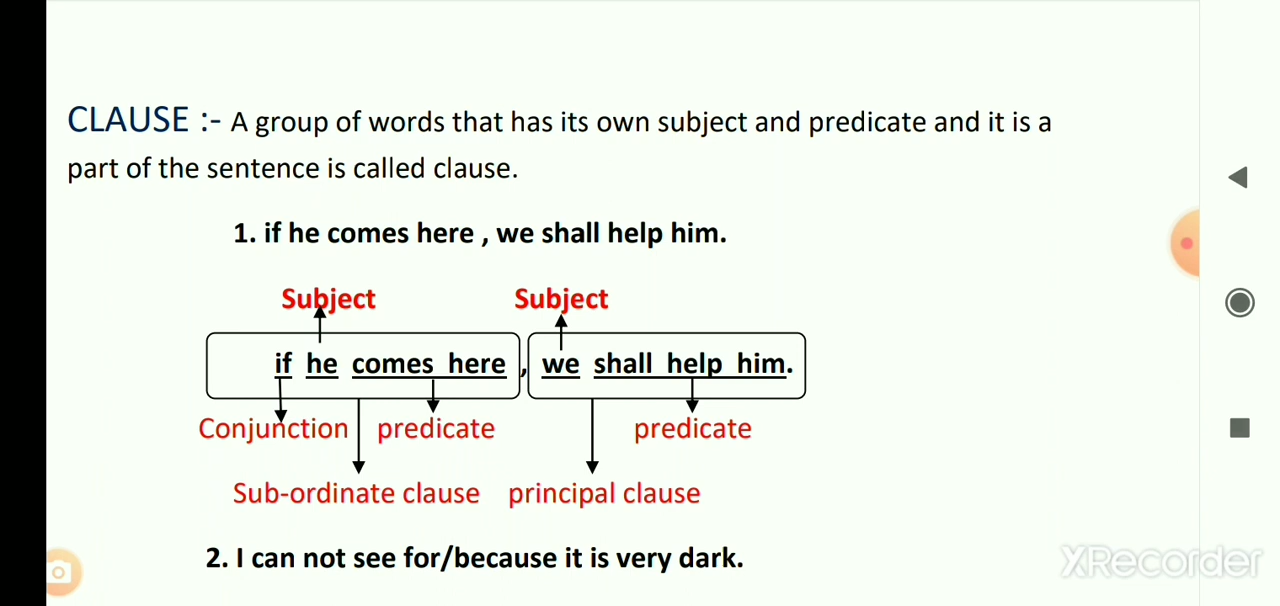 CLAUSE :- A group of words that has its own subject and predicate and it is a
part of the sentence is called clause.
1. if he comes here , we shall help him.
Subject Subject
if he comes here , we shall help him.
Conjunction predicate predicate
Sub-ordinate clause principal clause
2. I can not see for/because it is very dark.
XRecorder